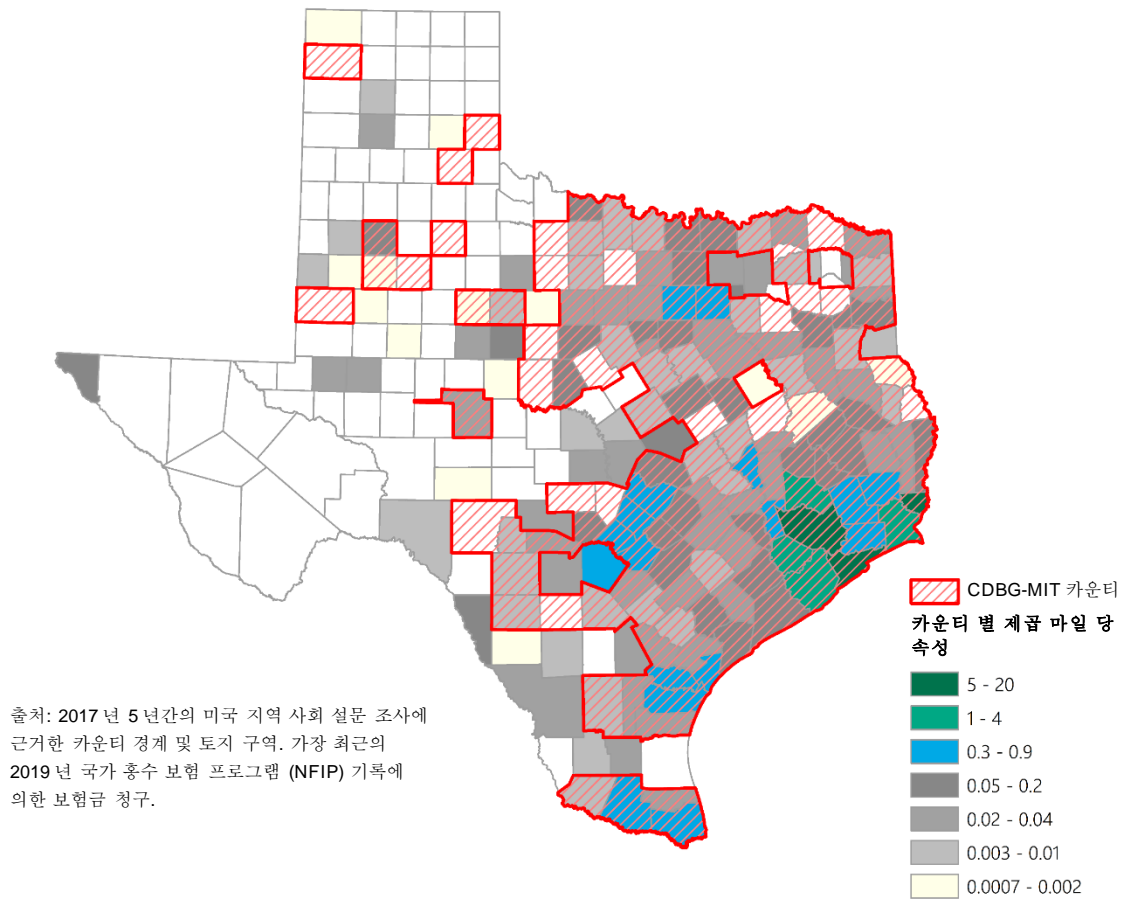 CDBG-MIT 카운티
카운티 별 제곱 마일 당
속성
5 - 20
1 - 4
0.3 - 0.9
0.05 - 0.2
0.02 - 0.04
0.003 - 0.01
0.0007 - 0.002
출처: 2017 년 5 년간의 미국 지역 사회 설문 조사에
근거한 카운티 경계 및 토지 구역. 가장 최근의
2019 년 국가 홍수 보험 프로그램 (NFIP) 기록에
의한 보험금 청구.